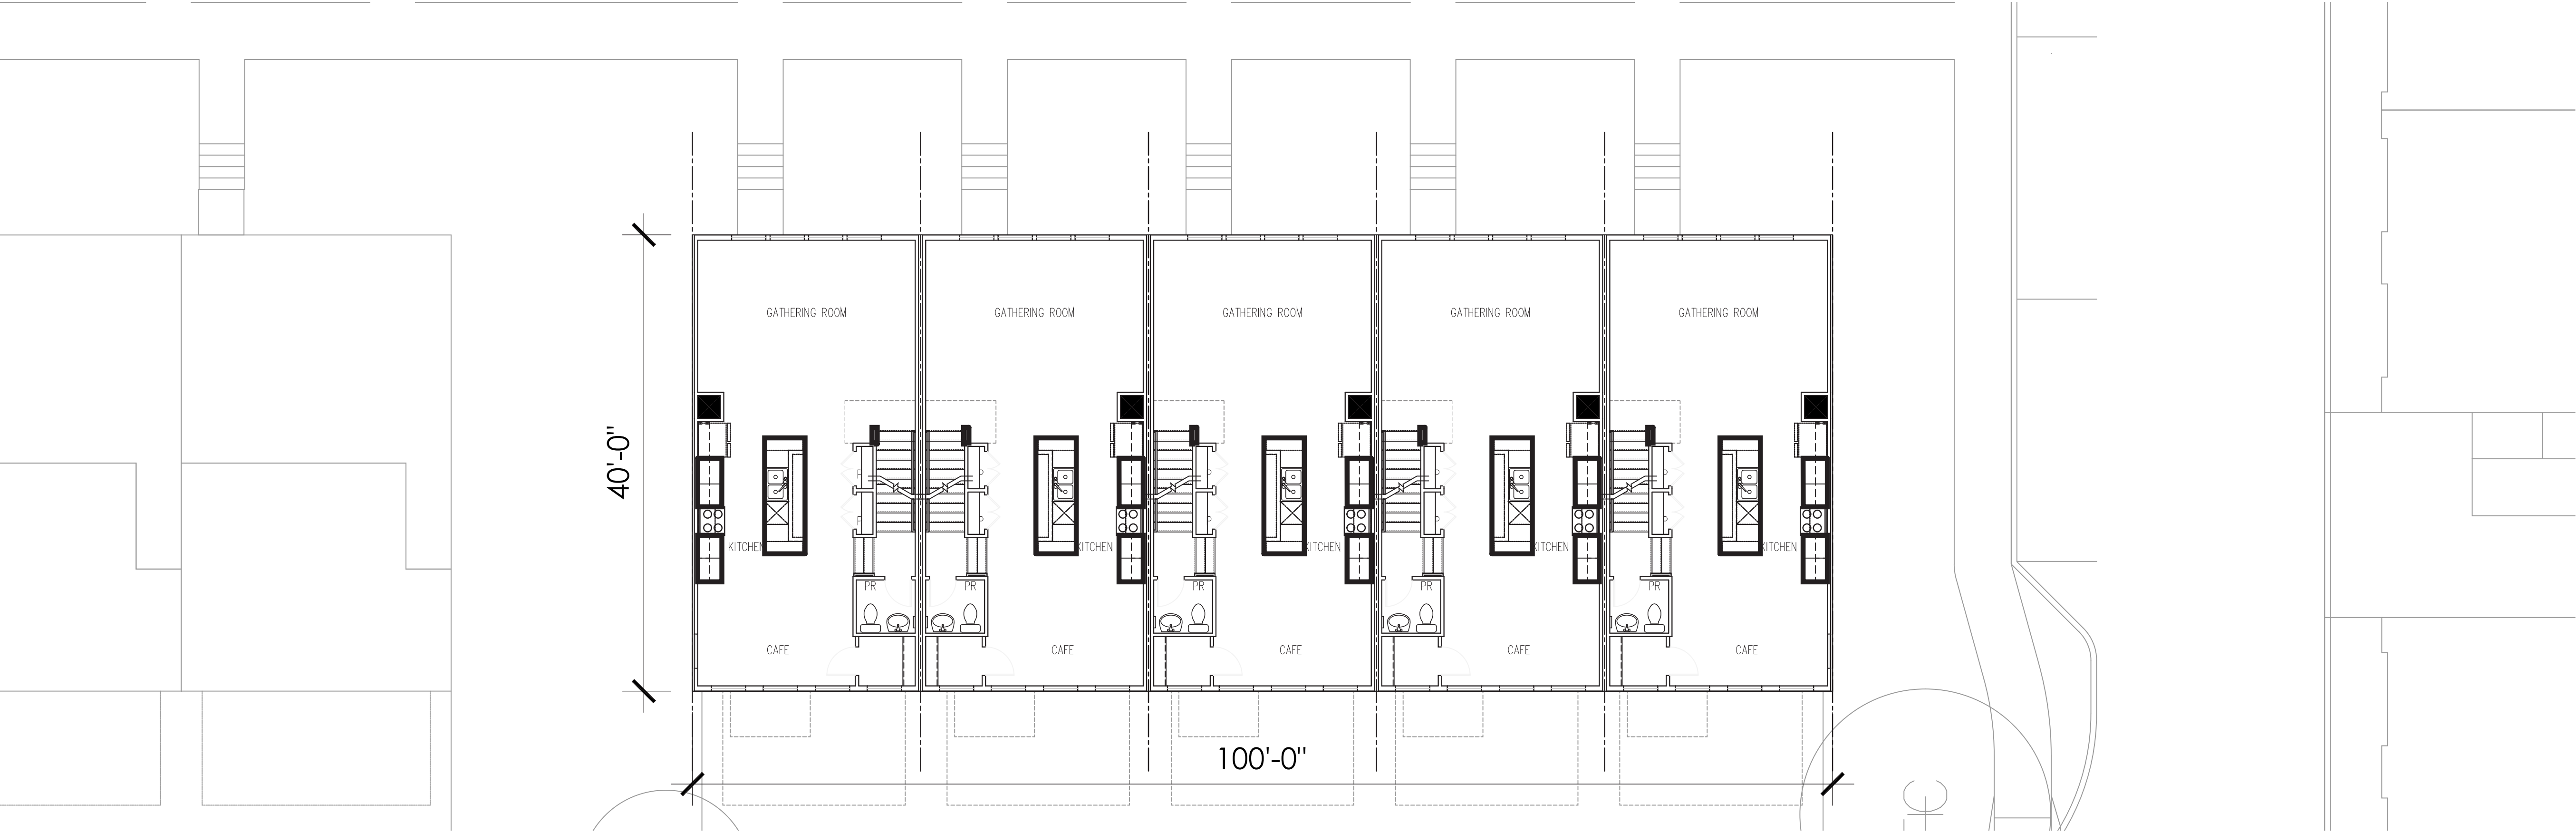 GATHERING ROOM GATHERING ROOM GATHERING ROOM GATHERING ROOM GATHERING ROOM
40'-0"
KITCHEN KITCHEN KITCHEN KITCHEN KITCHEN
PR PR PR PR PR
CAFE CAFE CAFE CAFE CAFE
100'-0"